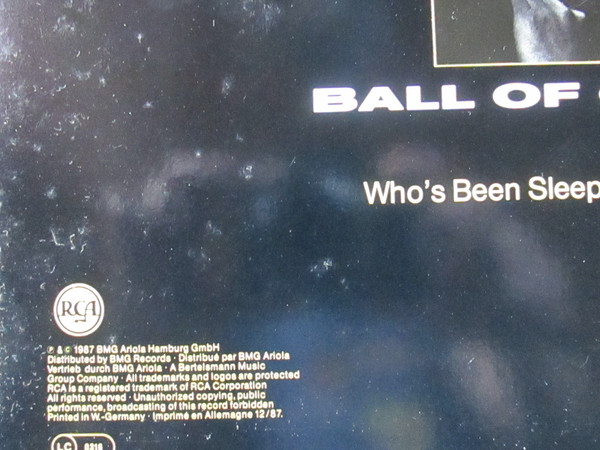 BALL OF
Who's Been Sleep
RCA
℗ & © 1987 BMG Ariola Hamburg GmbH
Distributed by BMG Records · Distribué par BMG Ariola
Vertrieb durch BMG Ariola · A Bertelsmann Music
Group Company · All trademarks and logos are protected
RCA is a registered trademark of RCA Corporation
All rights reserved · Unauthorized copying, public
performance, broadcasting of this record forbidden
Printed in W.-Germany · Imprimé en Allemagne 12/87.
LC 0316